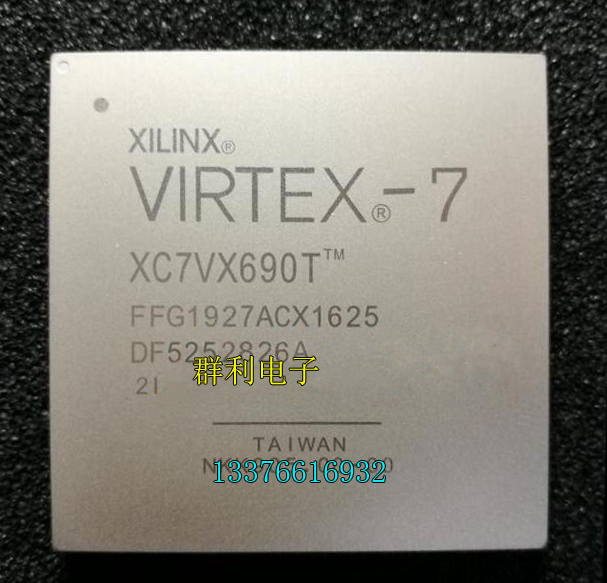 XILINX®
VIRTEX®-7
XC7VX690T™
FFG1927ACX1625
DF5252826A
群利电子
2I
TAIWAN
13376616932